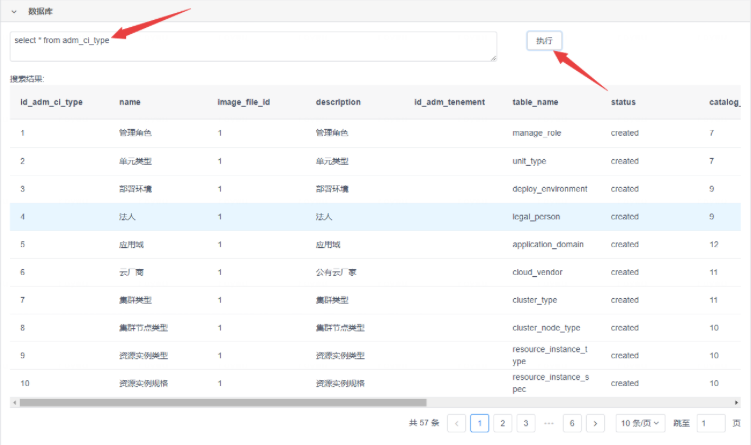 数据库
select * from adm_ci_type
执行
搜索结果:
id_adm_ci_type name image_file_id description id_adm_tenement table_name status catalog_
1 管理角色 1 管理角色 manage_role created 7
2 单元类型 1 单元类型 unit_type created 7
3 部署环境 1 部署环境 deploy_environment created 9
4 法人 1 法人 legal_person created 9
5 应用域 1 应用域 application_domain created 12
6 云厂商 1 公有云厂家 cloud_vendor created 11
7 集群类型 1 集群类型 cluster_type created 11
8 集群节点类型 1 集群节点类型 cluster_node_type created 10
9 资源实例类型 1 资源实例类型 resource_instance_t created 10
ype
10 资源实例规格 1 资源实例规格 resource_instance_s created 10
pec
共 57 条 < 1 2 3 ··· 6 > 10 条/页 跳至 1 页